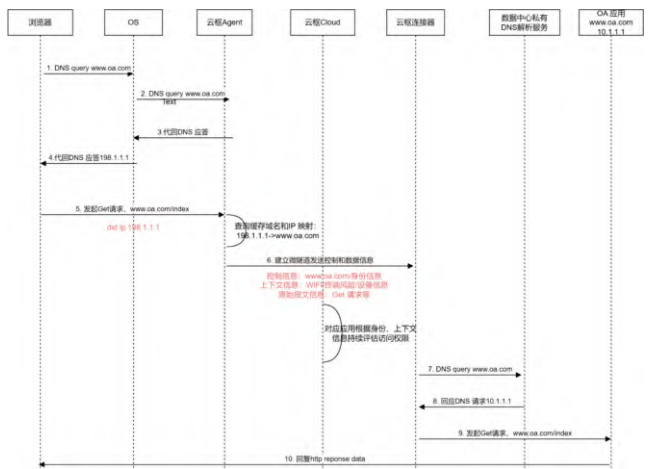 浏览器
OS
云枢Agent
云枢Cloud
云枢连接器
数据中心私有
DNS解析服务
OA 应用
www.oa.com
10.1.1.1
1. DNS query www.oa.com
2. DNS query www.oa.com
Text
3.代回DNS 应答
4.代回DNS 应答198.1.1.1
5. 发起Get请求、www.oa.com/index
dst ip 198.1.1.1
查询缓存域名和IP 映射:
198.1.1.1->www.oa.com
6. 建立微隧道发送控制和数据信息
控制信息：www.oa.com/身份信息
上下文信息：WIFI/终端风险/设备信息
原始报文信息：Get 请求等
对应应用根据身份、上下文
信息持续评估访问权限
7. DNS query www.oa.com
8. 回应DNS 请求10.1.1.1
9. 发起Get请求、www.oa.com/index
10. 回复http reponse data